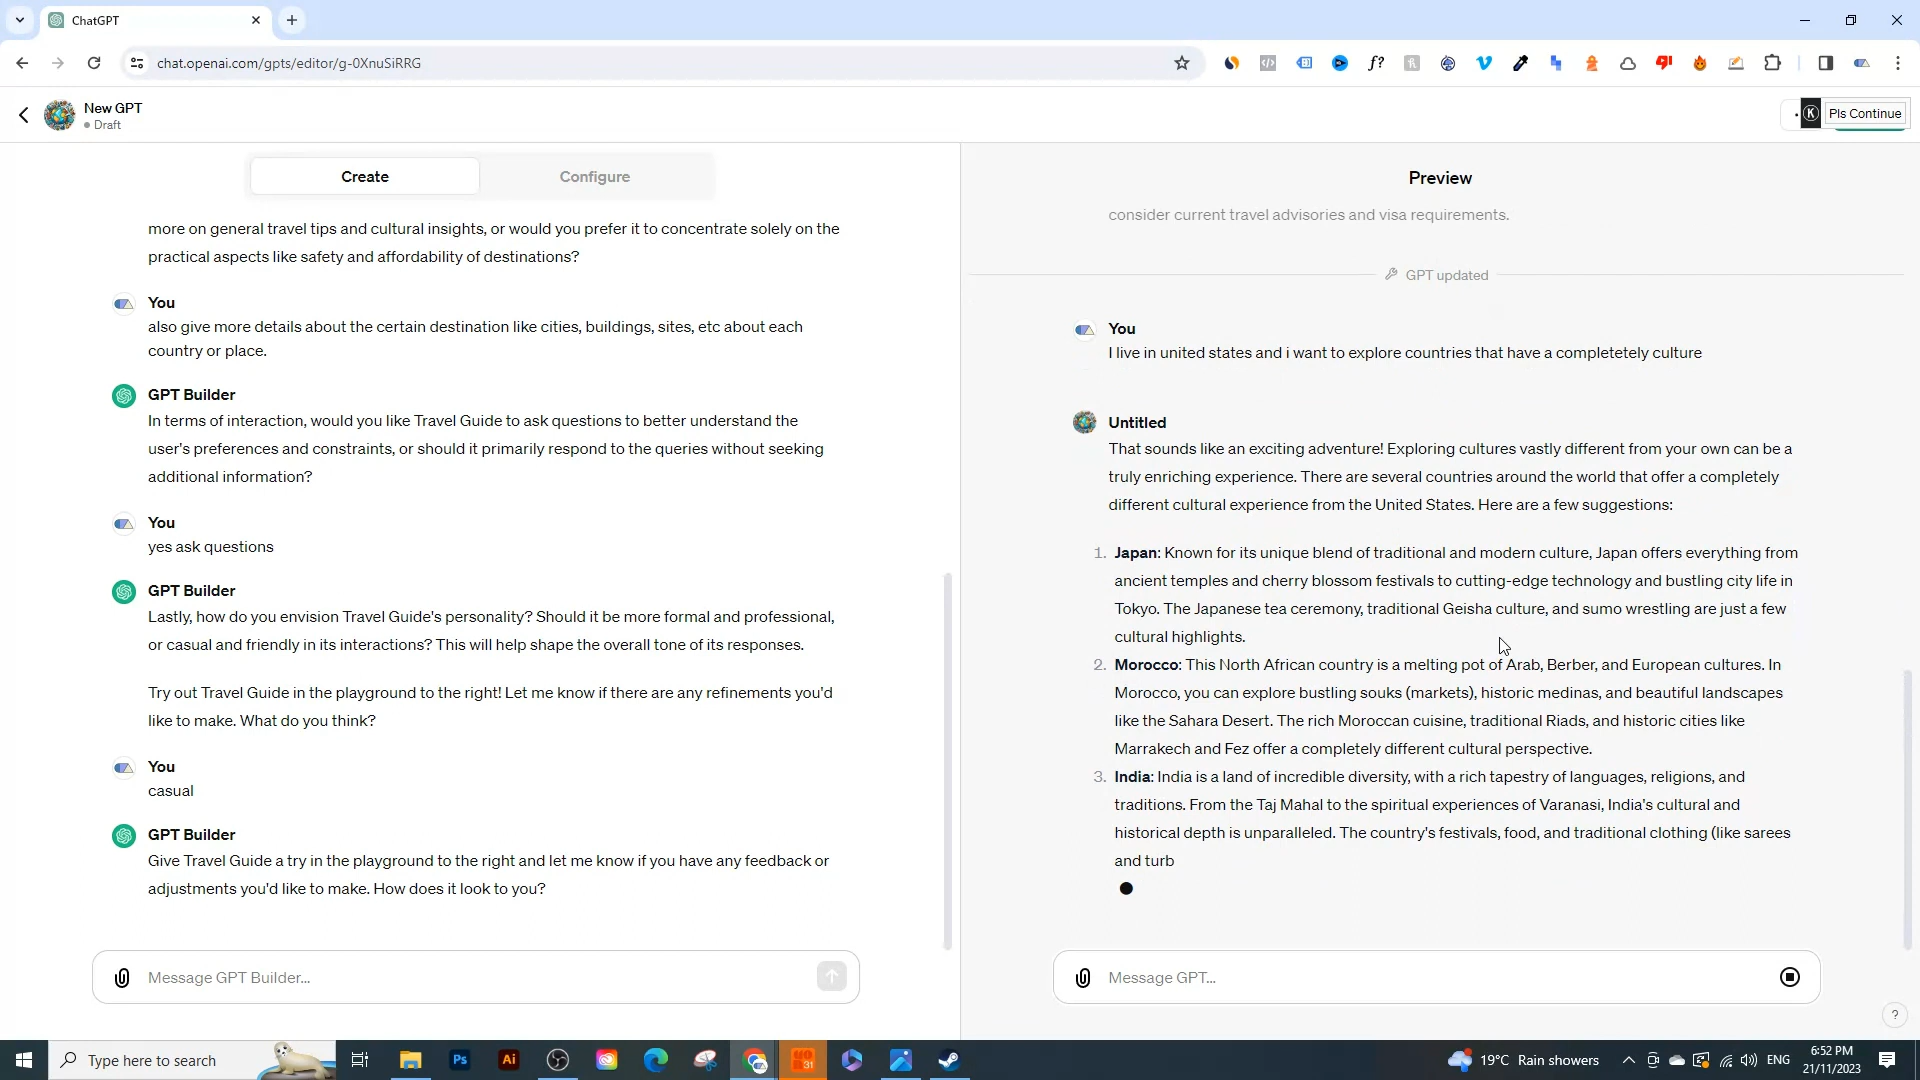 ChatGPT
chat.openai.com/gpts/editor/g-0XnuSiRRG
f?
New GPT
Draft
K
Pls Continue
Create
Configure
Preview
more on general travel tips and cultural insights, or would you prefer it to concentrate solely on the
practical aspects like safety and affordability of destinations?
You
also give more details about the certain destination like cities, buildings, sites, etc about each
country or place.
GPT Builder
In terms of interaction, would you like Travel Guide to ask questions to better understand the
user's preferences and constraints, or should it primarily respond to the queries without seeking
additional information?
You
yes ask questions
GPT Builder
Lastly, how do you envision Travel Guide's personality? Should it be more formal and professional,
or casual and friendly in its interactions? This will help shape the overall tone of its responses.
Try out Travel Guide in the playground to the right! Let me know if there are any refinements you'd
like to make. What do you think?
You
casual
GPT Builder
Give Travel Guide a try in the playground to the right and let me know if you have any feedback or
adjustments you'd like to make. How does it look to you?
Message GPT Builder...
consider current travel advisories and visa requirements.
GPT updated
You
I live in united states and i want to explore countries that have a completetely culture
Untitled
That sounds like an exciting adventure! Exploring cultures vastly different from your own can be a
truly enriching experience. There are several countries around the world that offer a completely
different cultural experience from the United States. Here are a few suggestions:
1. Japan: Known for its unique blend of traditional and modern culture, Japan offers everything from
ancient temples and cherry blossom festivals to cutting-edge technology and bustling city life in
Tokyo. The Japanese tea ceremony, traditional Geisha culture, and sumo wrestling are just a few
cultural highlights.
2. Morocco: This North African country is a melting pot of Arab, Berber, and European cultures. In
Morocco, you can explore bustling souks (markets), historic medinas, and beautiful landscapes
like the Sahara Desert. The rich Moroccan cuisine, traditional Riads, and historic cities like
Marrakech and Fez offer a completely different cultural perspective.
3. India: India is a land of incredible diversity, with a rich tapestry of languages, religions, and
traditions. From the Taj Mahal to the spiritual experiences of Varanasi, India's cultural and
historical depth is unparalleled. The country's festivals, food, and traditional clothing (like sarees
and turb
Message GPT...
?
Type here to search
Ps
Ai
31
19°C Rain showers
ENG
6:52 PM
21/11/2023